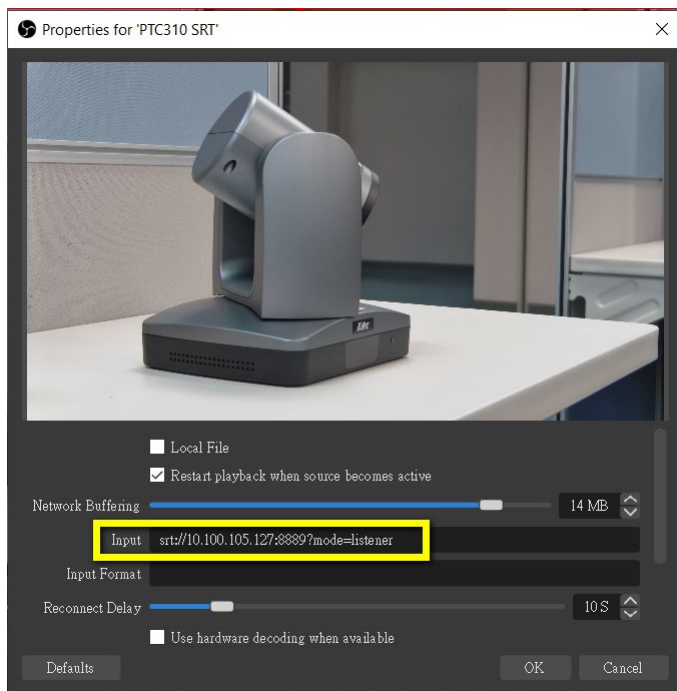 Properties for 'PTC310 SRT'
Local File
Restart playback when source becomes active
Network Buffering 14 MB
Input srt://10.100.105.127:8889?mode=listener
Input Format
Reconnect Delay 10 S
Use hardware decoding when available
Defaults OK Cancel